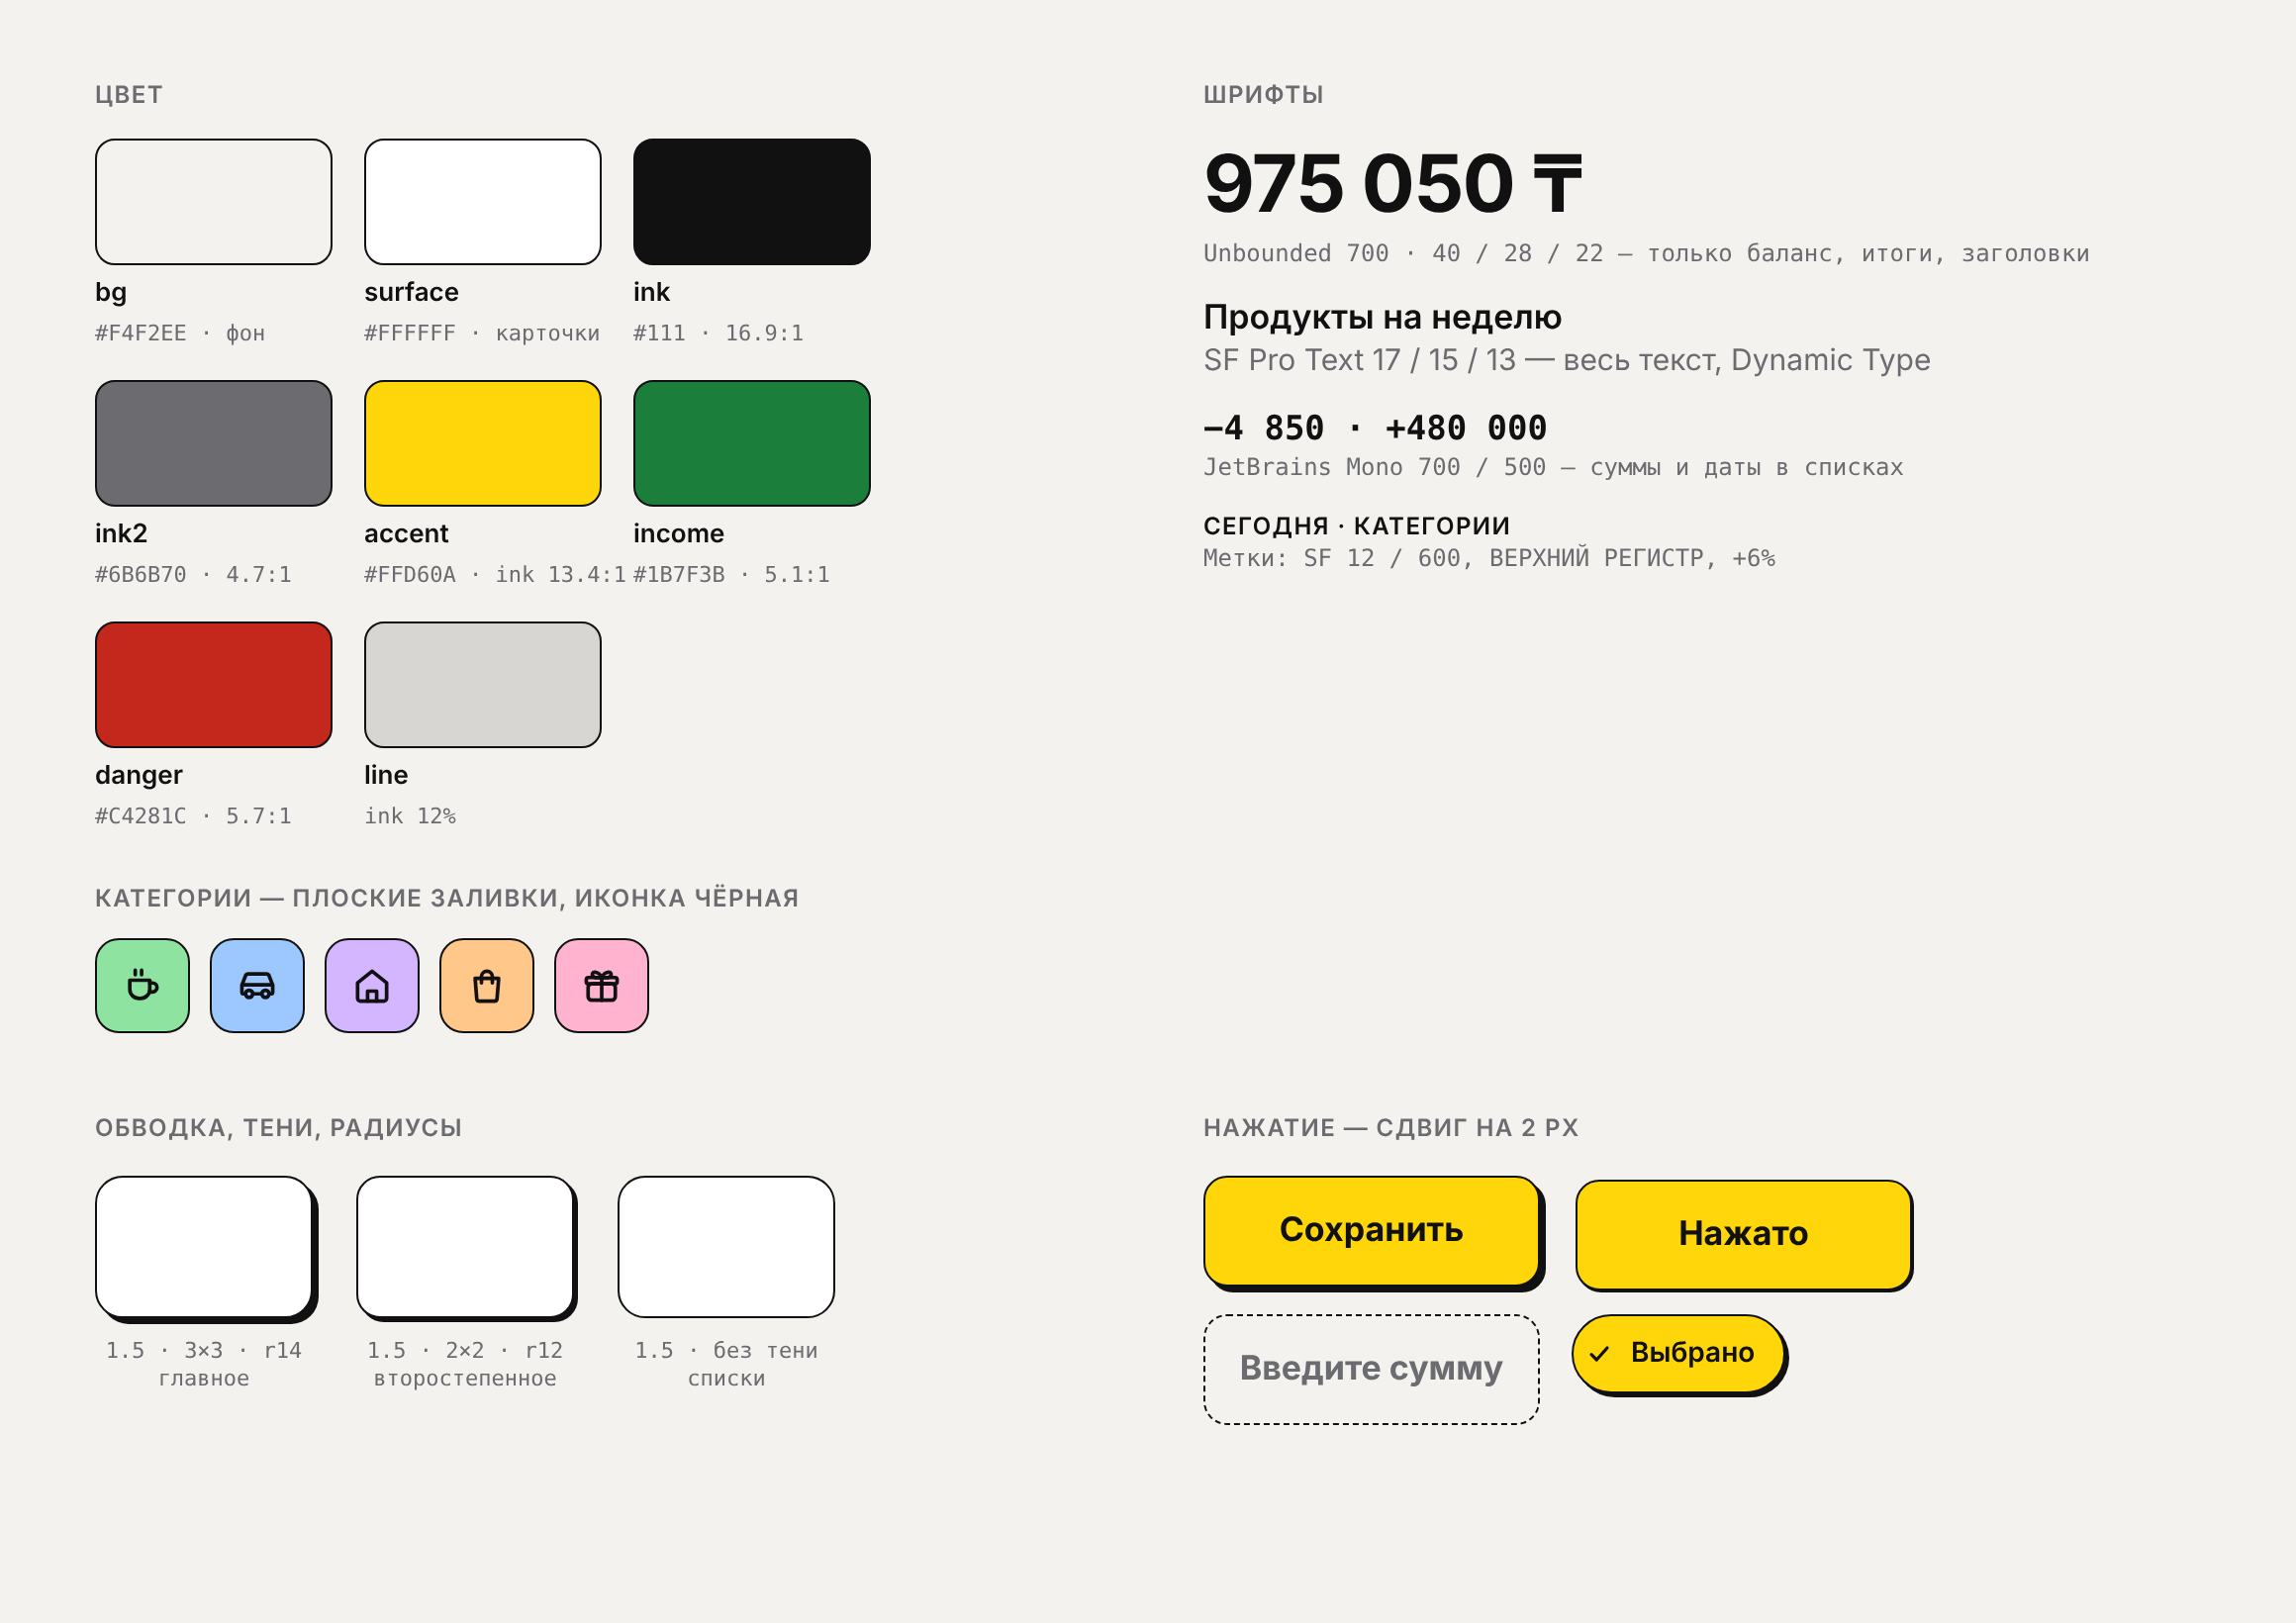 ЦВЕТ
bg
#F4F2EE · фон
surface
#FFFFFF · карточки
ink
#111 · 16.9:1
ink2
#6B6B70 · 4.7:1
accent
#FFD60A · ink 13.4:1
income
#1B7F3B · 5.1:1
danger
#C4281C · 5.7:1
line
ink 12%
КАТЕГОРИИ — ПЛОСКИЕ ЗАЛИВКИ, ИКОНКА ЧЁРНАЯ
ШРИФТЫ
975 050 ₸
Unbounded 700 · 40 / 28 / 22 — только баланс, итоги, заголовки
Продукты на неделю
SF Pro Text 17 / 15 / 13 — весь текст, Dynamic Type
−4 850 · +480 000
JetBrains Mono 700 / 500 — суммы и даты в списках
СЕГОДНЯ · КАТЕГОРИИ
Метки: SF 12 / 600, ВЕРХНИЙ РЕГИСТР, +6%
ОБВОДКА, ТЕНИ, РАДИУСЫ
1.5 · 3×3 · r14
главное
1.5 · 2×2 · r12
второстепенное
1.5 · без тени
списки
НАЖАТИЕ — СДВИГ НА 2 PX
Сохранить
Нажато
Введите сумму
Выбрано